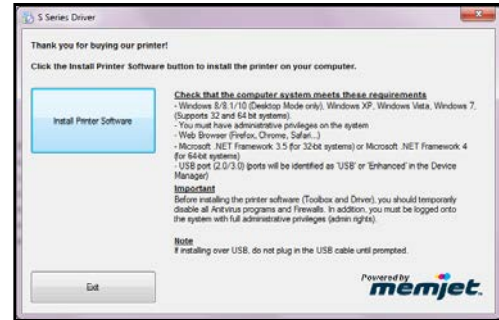 S Series Driver
Thank you for buying our printer!
Click the Install Printer Software button to install the printer on your computer.
Install Printer Software
Check that the computer system meets these requirements
- Windows 8/8.1/10 (Desktop Mode only), Windows XP, Windows Vista, Windows 7.
(Supports 32 and 64 bit systems).
- You must have administrative privileges on the system
- Web Browser (Firefox, Chrome, Safari...)
- Microsoft .NET Framework 3.5 (for 32-bit systems) or Microsoft .NET Framework 4
(for 64-bit systems)
- USB port (2.0/3.0) (ports will be identified as 'USB' or 'Enhanced' in the Device
Manager)
Important
Before installing the printer software (Toolbox and Driver), you should temporarily
disable all Antivirus programs and Firewalls. In addition, you must be logged onto
the system with full administrative privileges (admin rights).
Note
If installing over USB, do not plug in the USB cable until prompted.
Exit
Powered by
memjet.